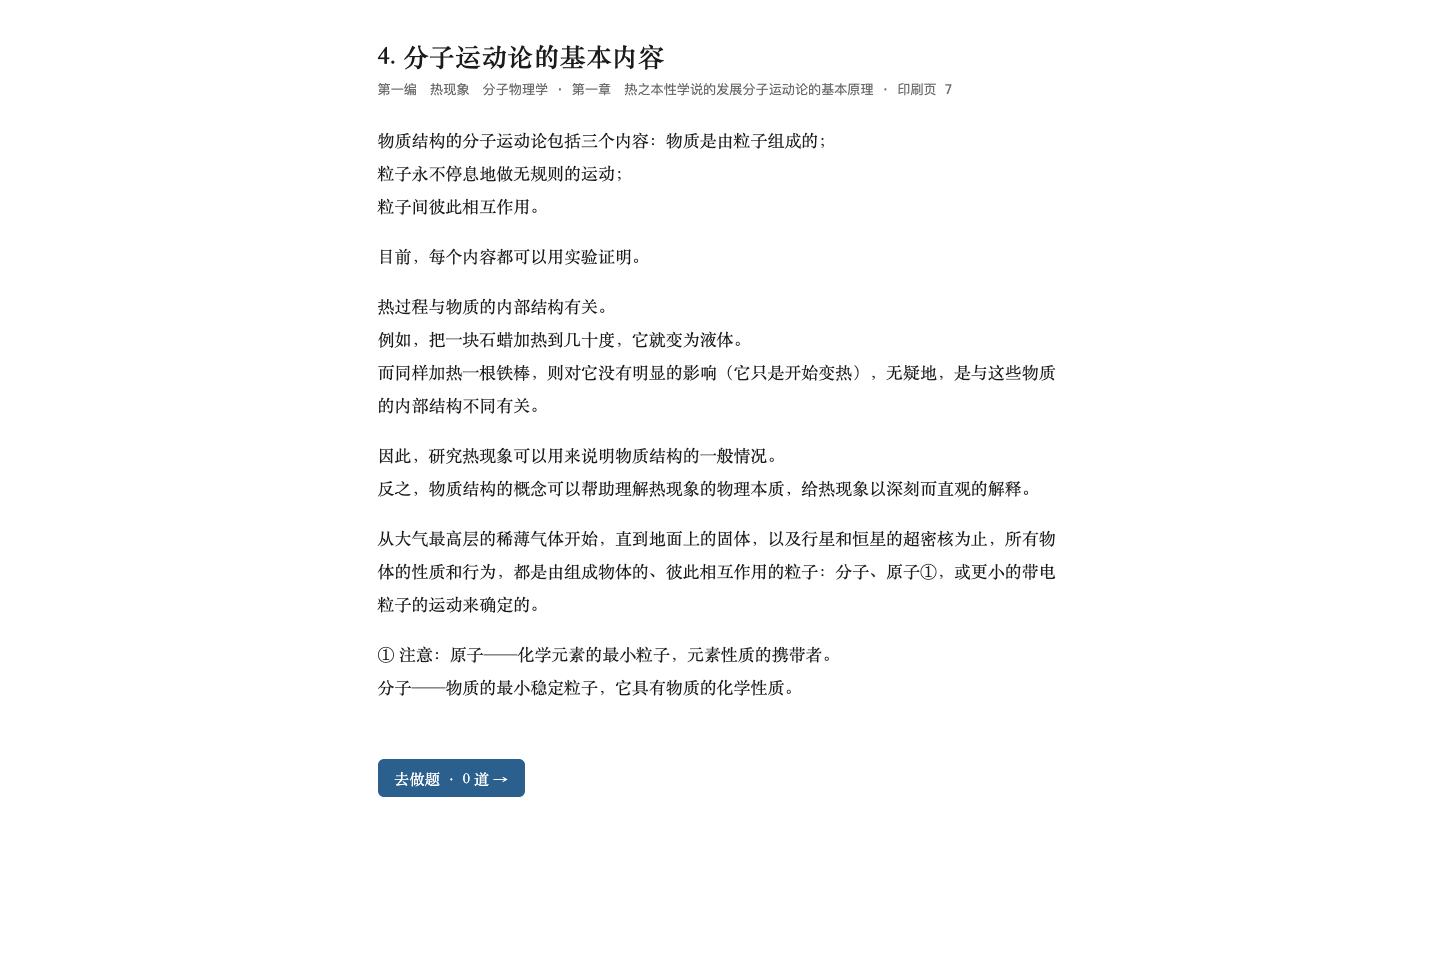 4. 分子运动论的基本内容
第一编　热现象　分子物理学 · 第一章　热之本性学说的发展分子运动论的基本原理 · 印刷页 7
物质结构的分子运动论包括三个内容：物质是由粒子组成的；
粒子永不停息地做无规则的运动；
粒子间彼此相互作用。
目前，每个内容都可以用实验证明。
热过程与物质的内部结构有关。
例如，把一块石蜡加热到几十度，它就变为液体。
而同样加热一根铁棒，则对它没有明显的影响（它只是开始变热），无疑地，是与这些物质
的内部结构不同有关。
因此，研究热现象可以用来说明物质结构的一般情况。
反之，物质结构的概念可以帮助理解热现象的物理本质，给热现象以深刻而直观的解释。
从大气最高层的稀薄气体开始，直到地面上的固体，以及行星和恒星的超密核为止，所有物
体的性质和行为，都是由组成物体的、彼此相互作用的粒子：分子、原子①，或更小的带电
粒子的运动来确定的。
① 注意：原子——化学元素的最小粒子，元素性质的携带者。
分子——物质的最小稳定粒子，它具有物质的化学性质。
去做题 · 0 道 →